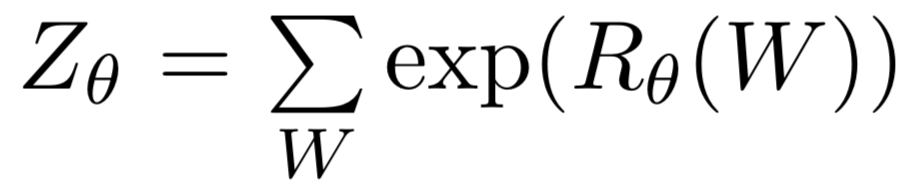 Z_θ = ∑_W exp(R_θ(W))